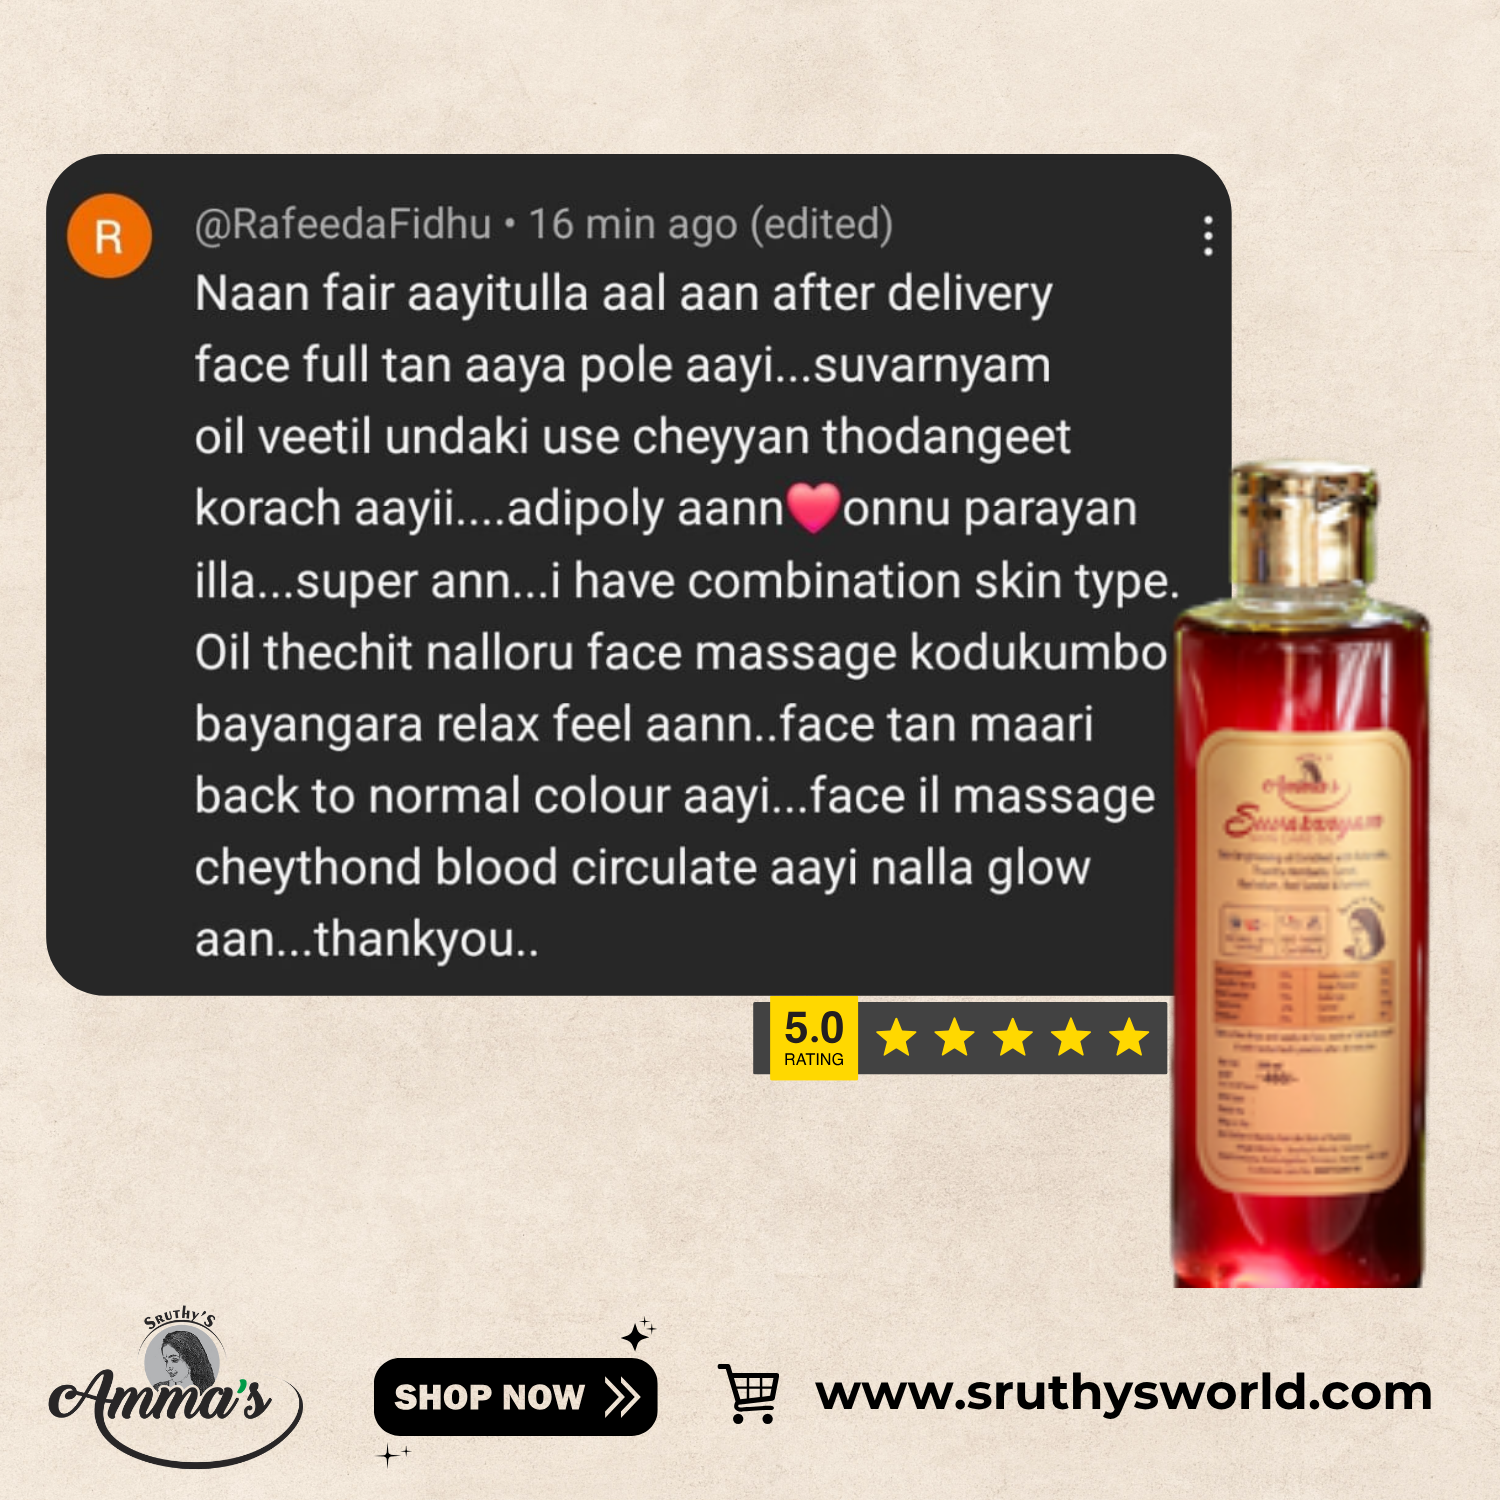 R
@RafeedaFidhu • 16 min ago (edited)
Naan fair aayitulla aal aan after delivery
face full tan aaya pole aayi...suvarnyam
oil veetil undaki use cheyyan thodangeet
korach aayii....adipoly aann❤️onnu parayan
illa...super ann...i have combination skin type.
Oil thechit nalloru face massage kodukumbo
bayangara relax feel aann..face tan maari
back to normal colour aayi...face il massage
cheythond blood circulate aayi nalla glow
aan...thankyou..
5.0
RATING
Amma's
SKIN CARE OIL
SRUTHY'S
Amma's
SHOP NOW
www.sruthysworld.com